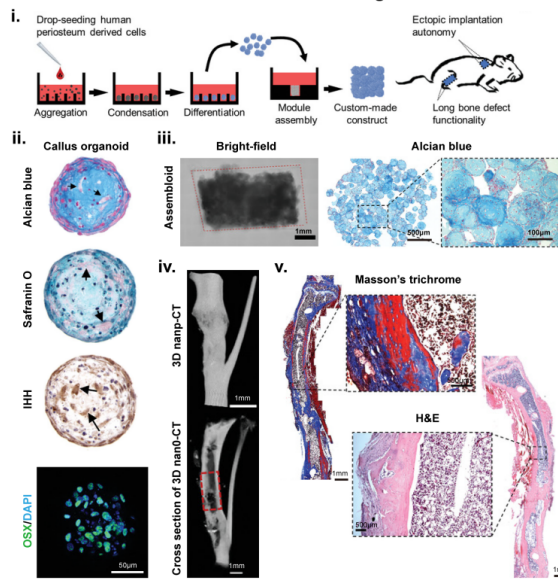 i.
Drop-seeding human
periosteum derived cells
Aggregation
Condensation
Differentiation
Module
assembly
Custom-made
construct
Ectopic implantation
autonomy
Long bone defect
functionality
ii.
Callus organoid
Alcian blue
Safranin O
IHH
OSX/DAPI
50μm
iii.
Bright-field
Assembloid
1mm
Alcian blue
500μm
100μm
iv.
3D nanp-CT
1mm
Cross section of 3D nan0-CT
1mm
v.
Masson's trichrome
500μm
1mm
H&E
500μm